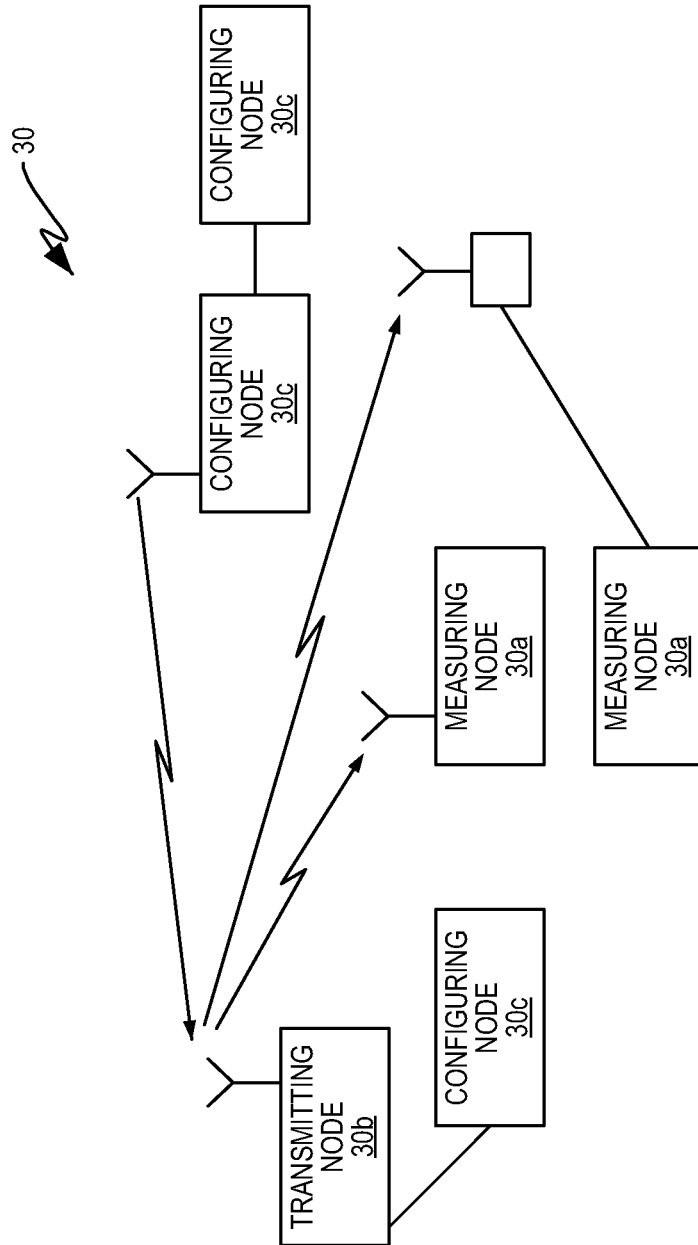 30
CONFIGURING
NODE
30c
CONFIGURING
NODE
30c
MEASURING
NODE
30a
MEASURING
NODE
30a
TRANSMITTING
NODE
30b
CONFIGURING
NODE
30c